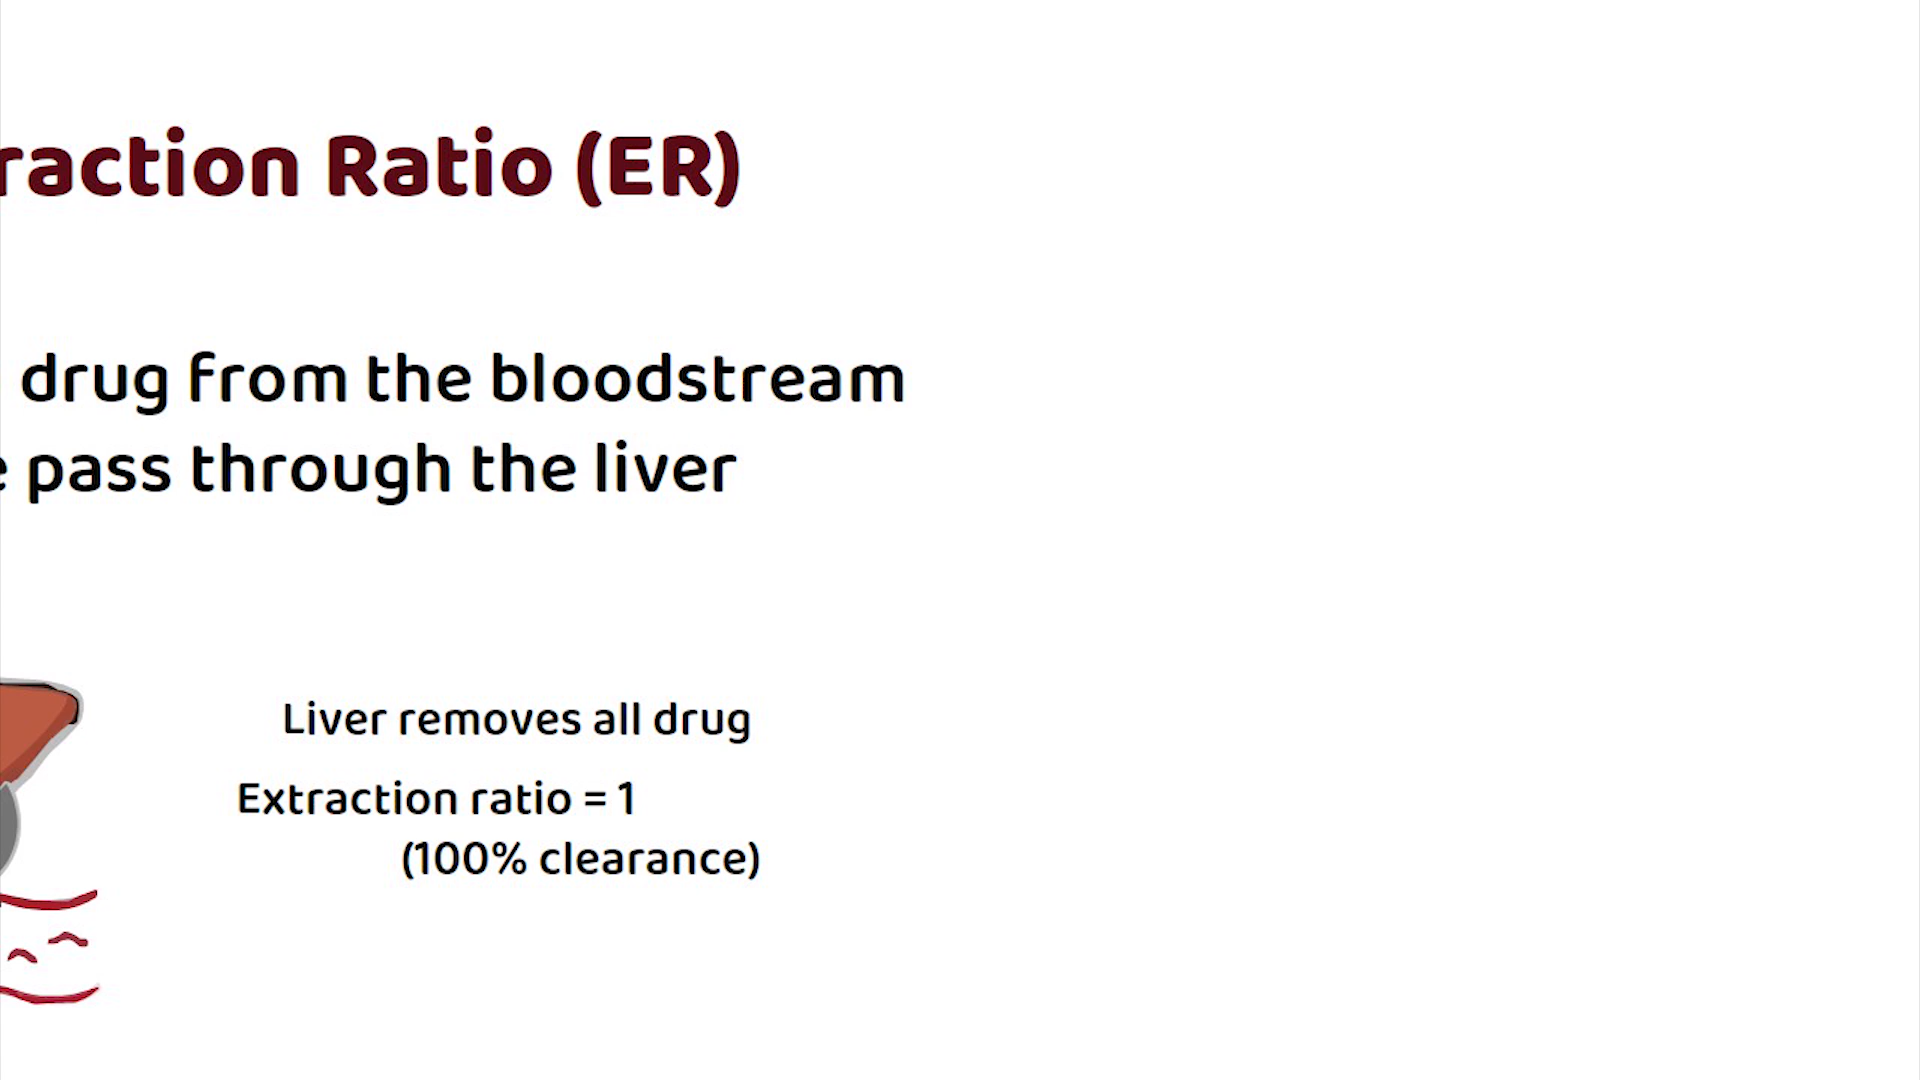 raction Ratio (ER)
drug from the bloodstream
e pass through the liver
Liver removes all drug
Extraction ratio = 1
(100% clearance)